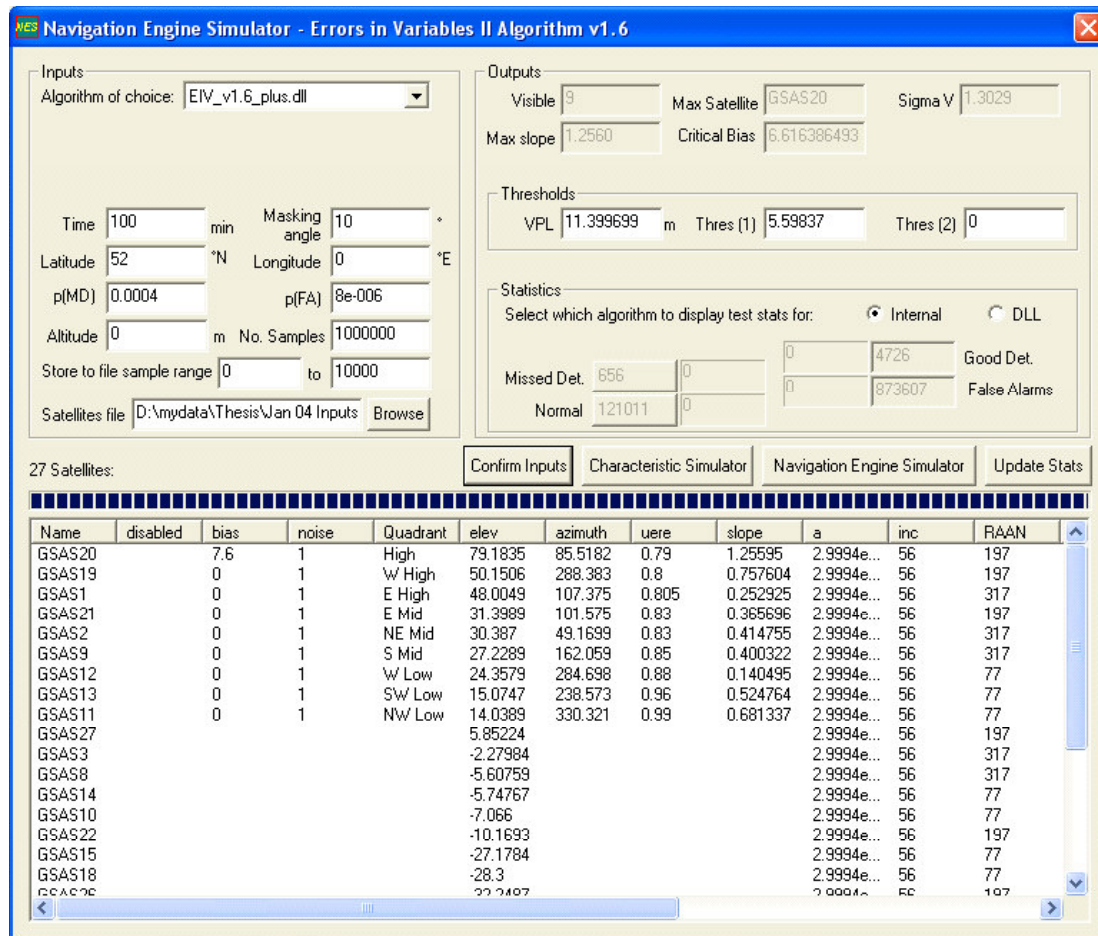 NES Navigation Engine Simulator - Errors in Variables II Algorithm v1.6
Inputs
Algorithm of choice: EIV_v1.6_plus.dll
Time 100 min Masking angle 10 °
Latitude 52 °N Longitude 0 °E
p(MD) 0.0004 p(FA) 8e-006
Altitude 0 m No. Samples 1000000
Store to file sample range 0 to 10000
Satellites file D:\mydata\Thesis\Jan 04 Inputs Browse
Outputs
Visible 9 Max Satellite GSAS20 Sigma V 1.3029
Max slope 1.2560 Critical Bias 6.616386493
Thresholds
VPL 11.399699 m Thres (1) 5.59837 Thres (2) 0
Statistics
Select which algorithm to display test stats for: Internal DLL
0 4726 Good Det.
Missed Det. 656 0
0 873607 False Alarms
Normal 121011 0
27 Satellites:
Confirm Inputs Characteristic Simulator Navigation Engine Simulator Update Stats
Name disabled bias noise Quadrant elev azimuth uere slope a inc RAAN
GSAS20 7.6 1 High 79.1835 85.5182 0.79 1.25595 2.9994e... 56 197
GSAS19 0 1 W High 50.1506 288.383 0.8 0.757604 2.9994e... 56 197
GSAS1 0 1 E High 48.0049 107.375 0.805 0.252925 2.9994e... 56 317
GSAS21 0 1 E Mid 31.3989 101.575 0.83 0.365696 2.9994e... 56 197
GSAS2 0 1 NE Mid 30.387 49.1699 0.83 0.414755 2.9994e... 56 317
GSAS9 0 1 S Mid 27.2289 162.059 0.85 0.400322 2.9994e... 56 317
GSAS12 0 1 W Low 24.3579 284.698 0.88 0.140495 2.9994e... 56 77
GSAS13 0 1 SW Low 15.0747 238.573 0.96 0.524764 2.9994e... 56 77
GSAS11 0 1 NW Low 14.0389 330.321 0.99 0.681337 2.9994e... 56 77
GSAS27 5.85224 2.9994e... 56 197
GSAS3 -2.27984 2.9994e... 56 317
GSAS8 -5.60759 2.9994e... 56 317
GSAS14 -5.74767 2.9994e... 56 77
GSAS10 -7.066 2.9994e... 56 77
GSAS22 -10.1693 2.9994e... 56 197
GSAS15 -27.1784 2.9994e... 56 77
GSAS18 -28.3 2.9994e... 56 77
GSAS26 -32.2487 2.9994e... 56 197